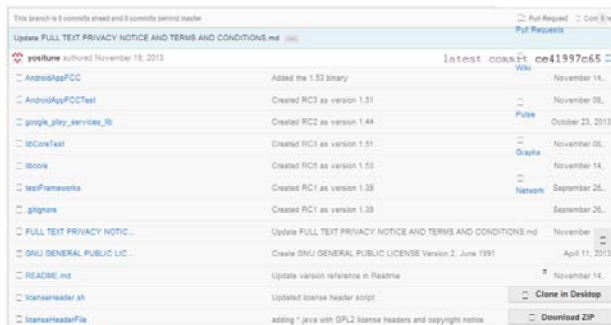 This branch is 0 commits ahead and 0 commits behind master
Pull Request
Pull Requests
Update FULL TEXT PRIVACY NOTICE AND TERMS AND CONDITIONS.md
yositune authored November 19, 2013
latest commit ce41997c65
Wiki
AndroidAppFCC Added the 1.53 binary November 14,
AndroidAppFCCTest Created RC3 as version 1.51 November 08,
Pulse
google_play_services_lib Created RC2 as version 1.44 October 23, 2013
libCoreTest Created RC3 as version 1.51 November 08,
Graphs
libcore Created RC5 as version 1.53 November 14,
testFrameworks Created RC1 as version 1.39 September 26,
Network
.gitignore Created RC1 as version 1.39 September 26,
FULL TEXT PRIVACY NOTIC... Update FULL TEXT PRIVACY NOTICE AND TERMS AND CONDITIONS.md November
GNU GENERAL PUBLIC LIC... Create GNU GENERAL PUBLIC LICENSE Version 2, June 1991 April 11, 2013
README.md Update version reference in Readme November 14,
licenseHeader.sh Updated license header script
Clone in Desktop
licenseHeaderFile adding *.java with GPL2 license headers and copyright notice
Download ZIP